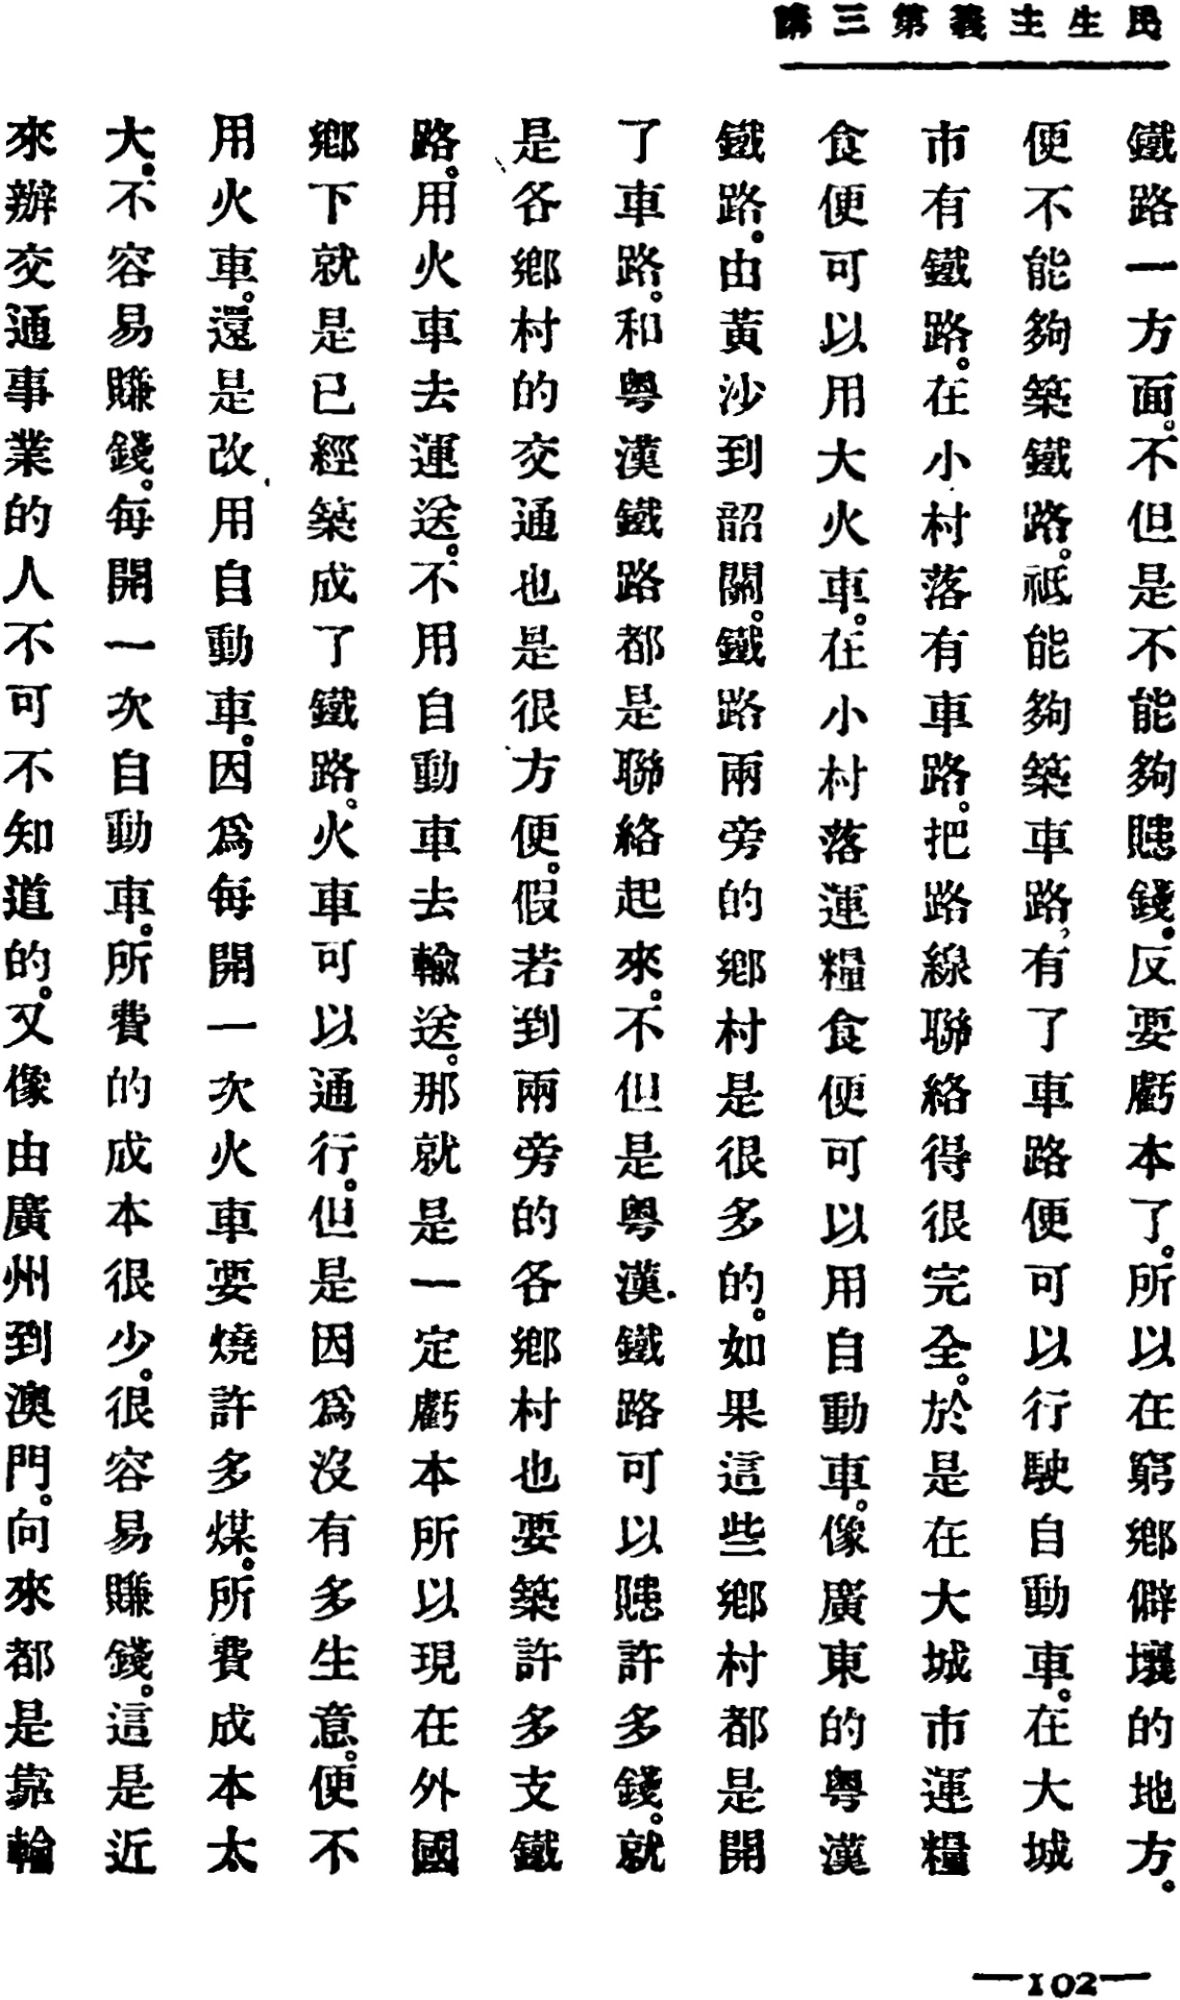 民生主義第三講
鐵路一方面。不但是不能夠賺錢。反要虧本了。所以在窮鄉僻壤的地方。
便不能夠築鐵路。祗能夠築車路，有了車路便可以行駛自動車。在大城
市有鐵路。在小村落有車路。把路線聯絡得很完全。於是在大城市運糧
食便可以用大火車。在小村落運糧食便可以用自動車。像廣東的粵漢
鐵路。由黃沙到韶關。鐵路兩旁的鄉村是很多的。如果這些鄉村都是開
了車路。和粵漢鐵路都是聯絡起來。不但是粵漢鐵路可以賺許多錢。就
是各鄉村的交通也是很方便。假若到兩旁的各鄉村也要築許多支鐵
路。用火車去運送。不用自動車去輸送。那就是一定虧本所以現在外國
鄉下就是已經築成了鐵路。火車可以通行。但是因為沒有多生意。便不
用火車。還是改用自動車。因為每開一次火車要燒許多煤。所費成本太
大。不容易賺錢。每開一次自動車。所費的成本很少。很容易賺錢。這是近
來辦交通事業的人不可不知道的。又像由廣州到澳門。向來都是靠輪
—102—